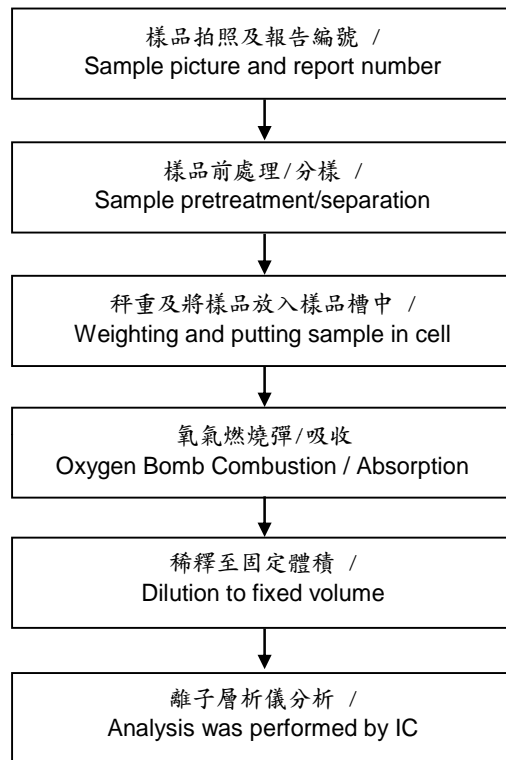 樣品拍照及報告編號 /
Sample picture and report number
樣品前處理/分樣 /
Sample pretreatment/separation
秤重及將樣品放入樣品槽中 /
Weighting and putting sample in cell
氧氣燃燒彈/吸收
Oxygen Bomb Combustion / Absorption
稀釋至固定體積 /
Dilution to fixed volume
離子層析儀分析 /
Analysis was performed by IC